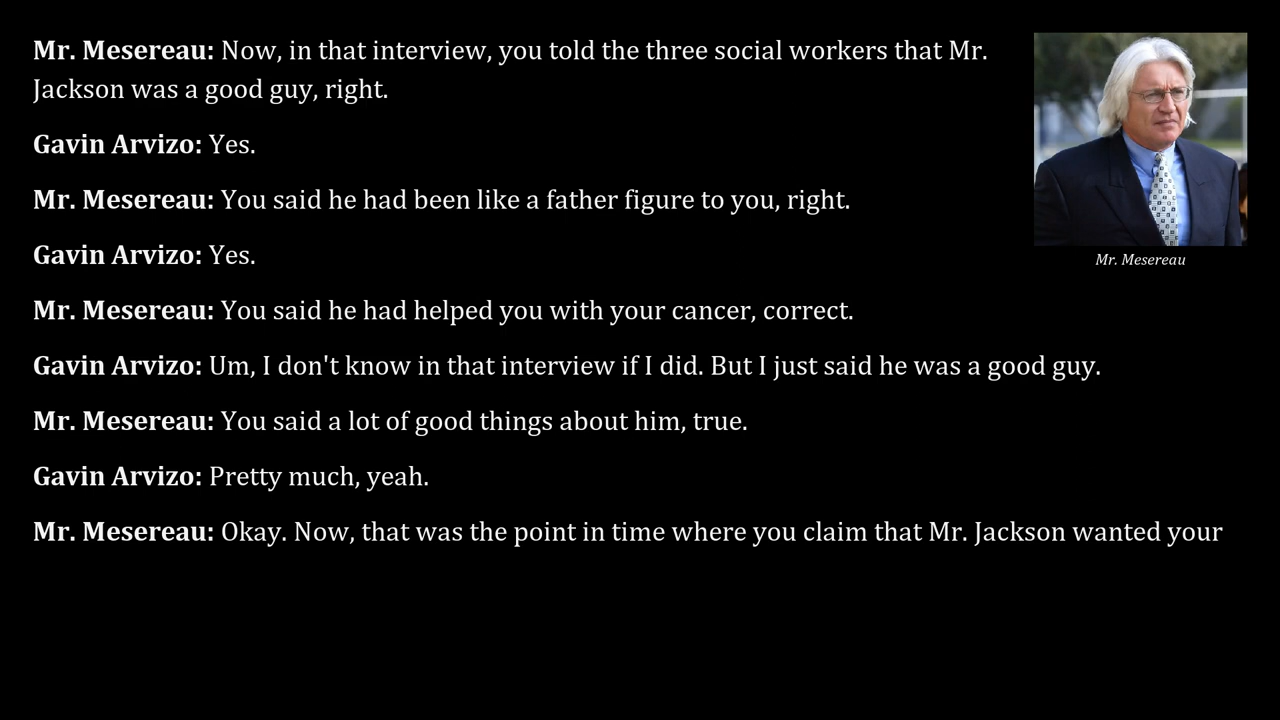 Mr. Mesereau: Now, in that interview, you told the three social workers that Mr.
Jackson was a good guy, right.
Gavin Arvizo: Yes.
Mr. Mesereau: You said he had been like a father figure to you, right.
Gavin Arvizo: Yes.
Mr. Mesereau
Mr. Mesereau: You said he had helped you with your cancer, correct.
Gavin Arvizo: Um, I don't know in that interview if I did. But I just said he was a good guy.
Mr. Mesereau: You said a lot of good things about him, true.
Gavin Arvizo: Pretty much, yeah.
Mr. Mesereau: Okay. Now, that was the point in time where you claim that Mr. Jackson wanted your